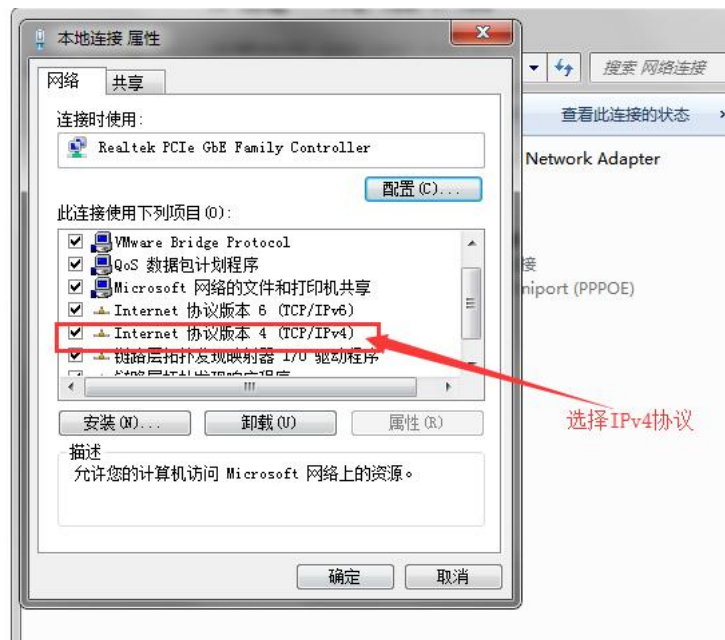 本地连接 属性
搜索 网络连接
网络
共享
查看此连接的状态
连接时使用:
Realtek PCIe GbE Family Controller
Network Adapter
配置(C)...
此连接使用下列项目(O):
VMware Bridge Protocol
QoS 数据包计划程序
Microsoft 网络的文件和打印机共享
接
Internet 协议版本 6 (TCP/IPv6)
niport (PPPOE)
Internet 协议版本 4 (TCP/IPv4)
链路层拓扑发现映射器 I/O 驱动程序
选择IPv4协议
安装(N)...
卸载(U)
属性(R)
描述
允许您的计算机访问 Microsoft 网络上的资源。
确定
取消